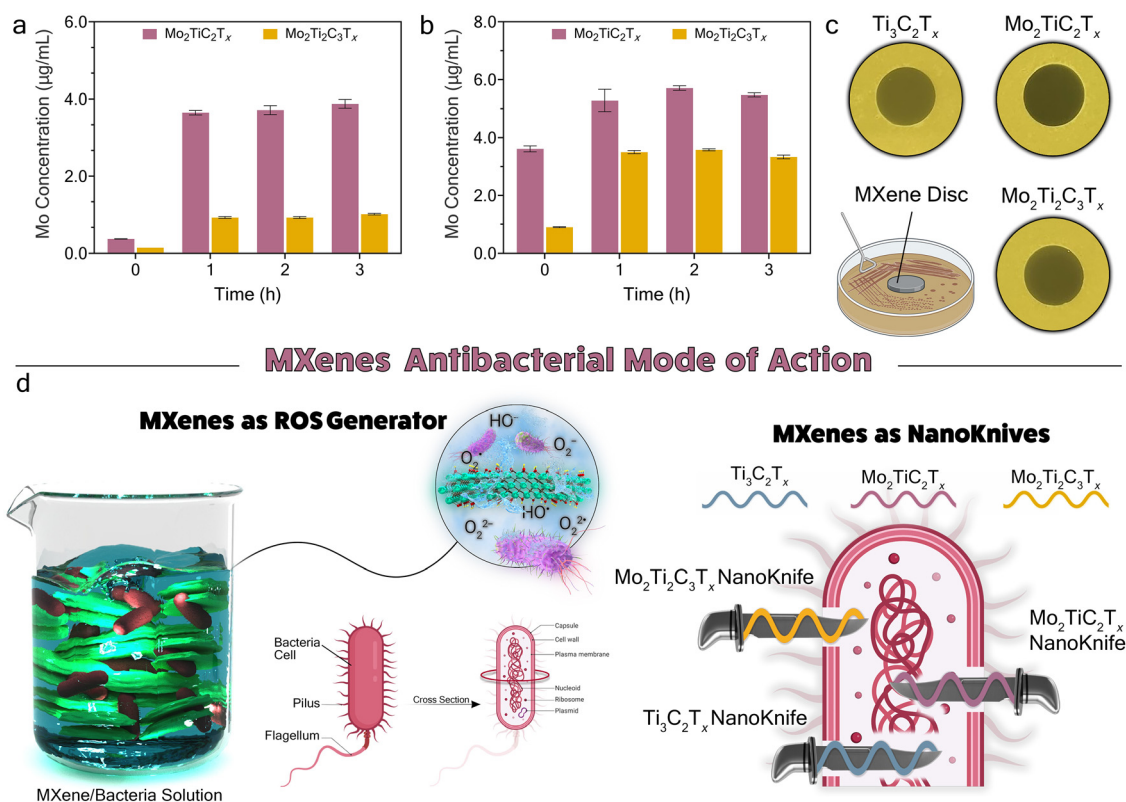 a
6.0
4.0
2.0
0.0
Mo Concentration (µg/mL)
Mo₂TiC₂Tₓ
Mo₂Ti₂C₃Tₓ
0 1 2 3
Time (h)
b
8.0
6.0
4.0
2.0
0.0
Mo Concentration (µg/mL)
Mo₂TiC₂Tₓ
Mo₂Ti₂C₃Tₓ
0 1 2 3
Time (h)
c
Ti₃C₂Tₓ
Mo₂TiC₂Tₓ
MXene Disc
Mo₂Ti₂C₃Tₓ
MXenes Antibacterial Mode of Action
d
MXenes as ROS Generator
HO⁻
O₂⁻
O₂•
HO•
O₂²⁻
O₂²•
MXene/Bacteria Solution
Bacteria
Cell
Pilus
Flagellum
Cross Section
Capsule
Cell wall
Plasma membrane
Nucleoid
Ribosome
Plasmid
MXenes as NanoKnives
Ti₃C₂Tₓ
Mo₂TiC₂Tₓ
Mo₂Ti₂C₃Tₓ
Mo₂Ti₂C₃Tₓ NanoKnife
Mo₂TiC₂Tₓ
NanoKnife
Ti₃C₂Tₓ NanoKnife